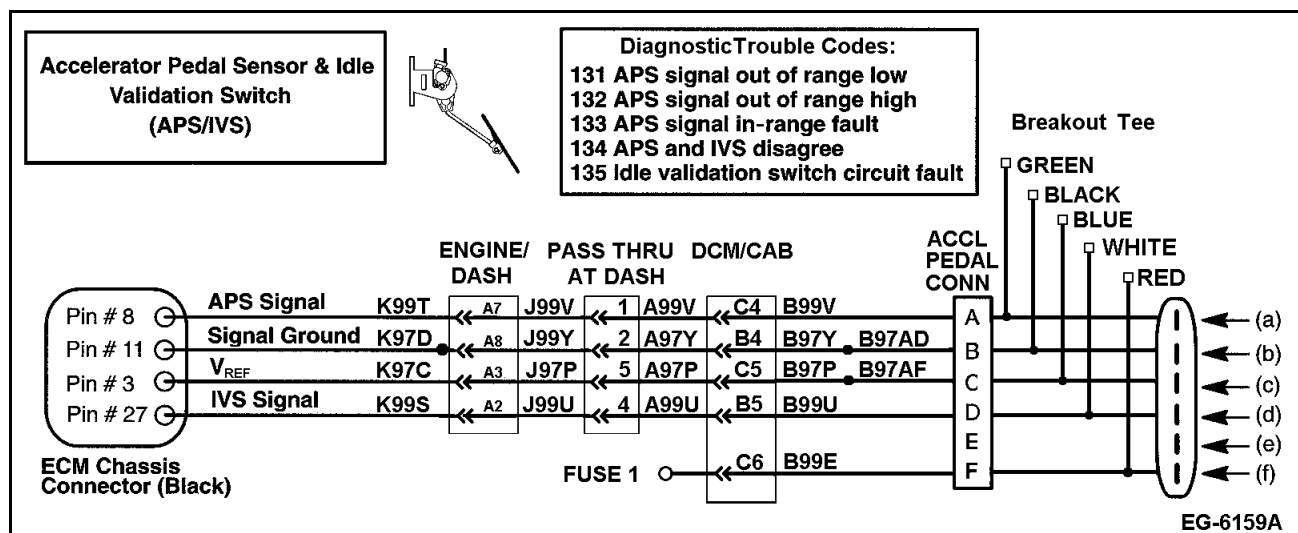 Accelerator Pedal Sensor & Idle
Validation Switch
(APS/IVS)
DiagnosticTrouble Codes:
131 APS signal out of range low
132 APS signal out of range high
133 APS signal in-range fault
134 APS and IVS disagree
135 Idle validation switch circuit fault
Breakout Tee
GREEN
BLACK
BLUE
WHITE
RED
ENGINE/
DASH
PASS THRU
AT DASH
DCM/CAB
ACCL
PEDAL
CONN
Pin # 8 APS Signal K99T A7 J99V 1 A99V C4 B99V A (a)
Pin # 11 Signal Ground K97D A8 J99Y 2 A97Y B4 B97Y B97AD B (b)
Pin # 3 VREF K97C A3 J97P 5 A97P C5 B97P B97AF C (c)
Pin # 27 IVS Signal K99S A2 J99U 4 A99U B5 B99U D (d)
E (e)
FUSE 1 C6 B99E F (f)
ECM Chassis
Connector (Black)
EG-6159A